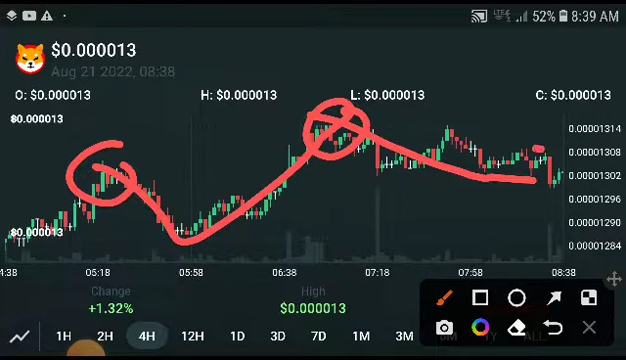 LTE 52% 8:39 AM
$0.000013
Aug 21 2022, 08:38
O: $0.000013 H: $0.000013 L: $0.000013 C: $0.000013
$0.000013
0.00001314
0.00001308
0.00001302
0.00001296
0.00001290
$0.000013
0.00001284
4:38 05:18 05:58 06:38 07:18 07:58 08:38
Change High
+1.32% $0.000013
1H 2H 4H 12H 1D 3D 7D 1M 3M 1Y ALL